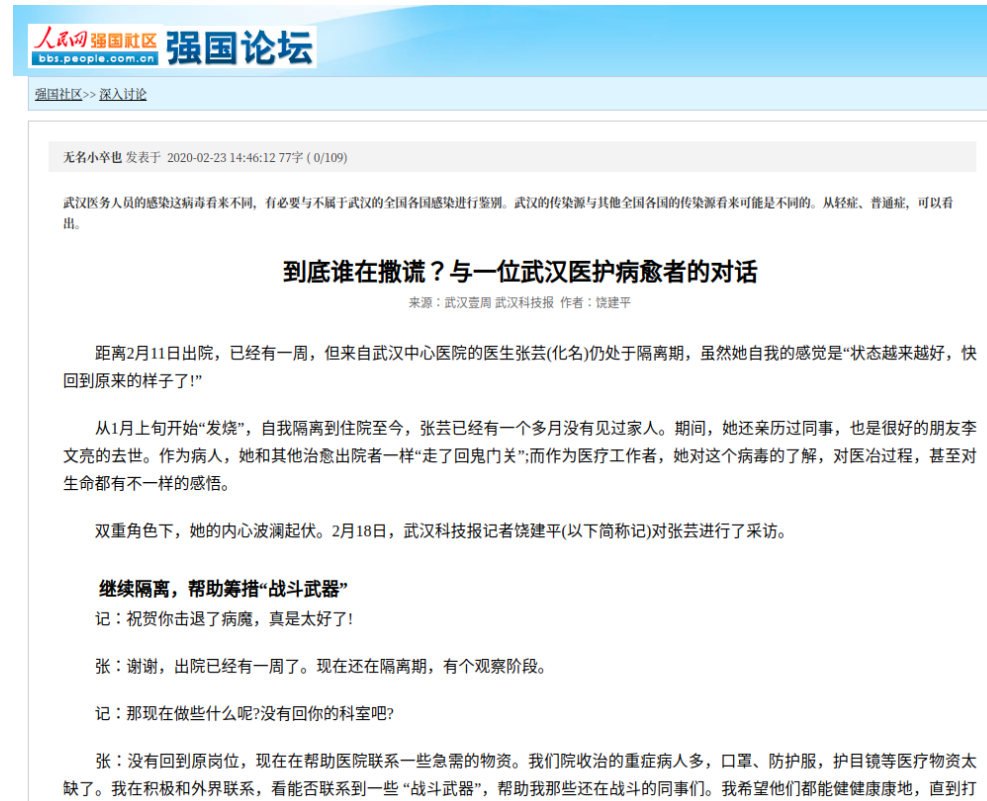 人民网 强国社区
bbs.people.com.cn
强国论坛
强国社区>> 深入讨论
无名小卒也 发表于 2020-02-23 14:46:12 77字 ( 0/109)
武汉医务人员的感染这病毒看来不同，有必要与不属于武汉的全国各国感染进行鉴别。武汉的传染源与其他全国各国的传染源看来可能是不同的。从轻症、普通症，可以看
出。
到底谁在撒谎？与一位武汉医护病愈者的对话
来源：武汉壹周 武汉科技报 作者：饶建平
距离2月11日出院，已经有一周，但来自武汉中心医院的医生张芸(化名)仍处于隔离期，虽然她自我的感觉是“状态越来越好，快
回到原来的样子了!”
从1月上旬开始“发烧”，自我隔离到住院至今，张芸已经有一个多月没有见过家人。期间，她还亲历过同事，也是很好的朋友李
文亮的去世。作为病人，她和其他治愈出院者一样“走了回鬼门关”;而作为医疗工作者，她对这个病毒的了解，对医冶过程，甚至对
生命都有不一样的感悟。
双重角色下，她的内心波澜起伏。2月18日，武汉科技报记者饶建平(以下简称记)对张芸进行了采访。
继续隔离，帮助筹措“战斗武器”
记：祝贺你击退了病魔，真是太好了!
张：谢谢，出院已经有一周了。现在还在隔离期，有个观察阶段。
记：那现在做些什么呢?没有回你的科室吧?
张：没有回到原岗位，现在在帮助医院联系一些急需的物资。我们院收治的重症病人多，口罩、防护服，护目镜等医疗物资太
缺了。我在积极和外界联系，看能否联系到一些 “战斗武器”，帮助我那些还在战斗的同事们。我希望他们都能健健康康地，直到打